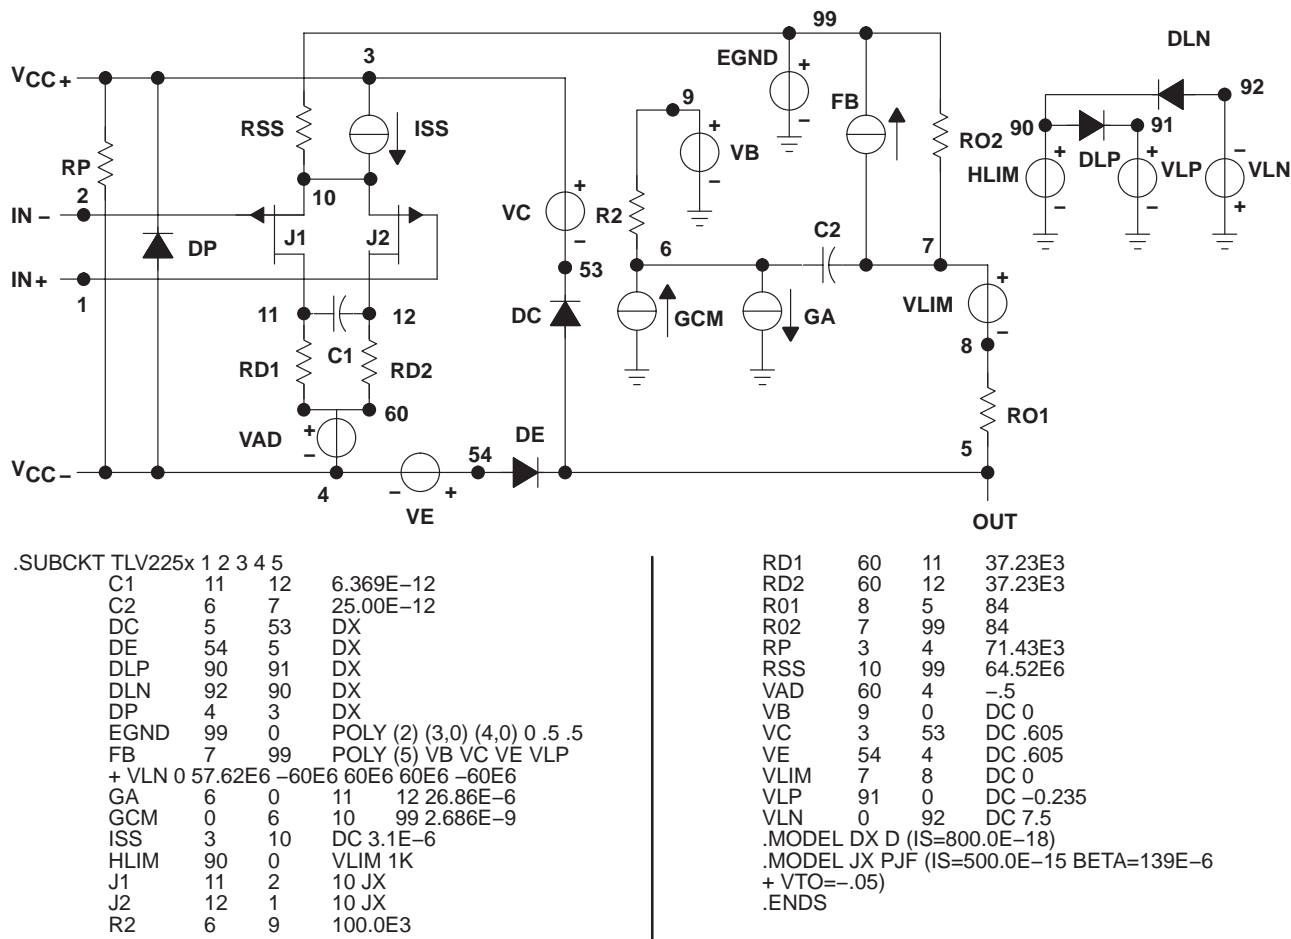 99
DLN
3
EGND
+
VCC+
92
9
FB
+
RSS
ISS
90
91
RO2
VB
RP
DLP
HLIM
VLP
VLN
10
2
IN −
VC
R2
C2
J1
J2
DP
6
7
53
IN+
1
GCM
GA
VLIM
11
12
DC
8
C1
RD1
RD2
60
RO1
VAD
DE
54
5
VCC−
4
VE
OUT
.SUBCKT TLV225x 1 2 3 4 5
C1 11 12 6.369E−12
C2 6 7 25.00E−12
DC 5 53 DX
DE 54 5 DX
DLP 90 91 DX
DLN 92 90 DX
DP 4 3 DX
EGND 99 0 POLY (2) (3,0) (4,0) 0 .5 .5
FB 7 99 POLY (5) VB VC VE VLP
+ VLN 0 57.62E6 −60E6 60E6 60E6 −60E6
GA 6 0 11 12 26.86E−6
GCM 0 6 10 99 2.686E−9
ISS 3 10 DC 3.1E−6
HLIM 90 0 VLIM 1K
J1 11 2 10 JX
J2 12 1 10 JX
R2 6 9 100.0E3
RD1 60 11 37.23E3
RD2 60 12 37.23E3
R01 8 5 84
R02 7 99 84
RP 3 4 71.43E3
RSS 10 99 64.52E6
VAD 60 4 −.5
VB 9 0 DC 0
VC 3 53 DC .605
VE 54 4 DC .605
VLIM 7 8 DC 0
VLP 91 0 DC −0.235
VLN 0 92 DC 7.5
.MODEL DX D (IS=800.0E−18)
.MODEL JX PJF (IS=500.0E−15 BETA=139E−6
+ VTO=−.05)
.ENDS